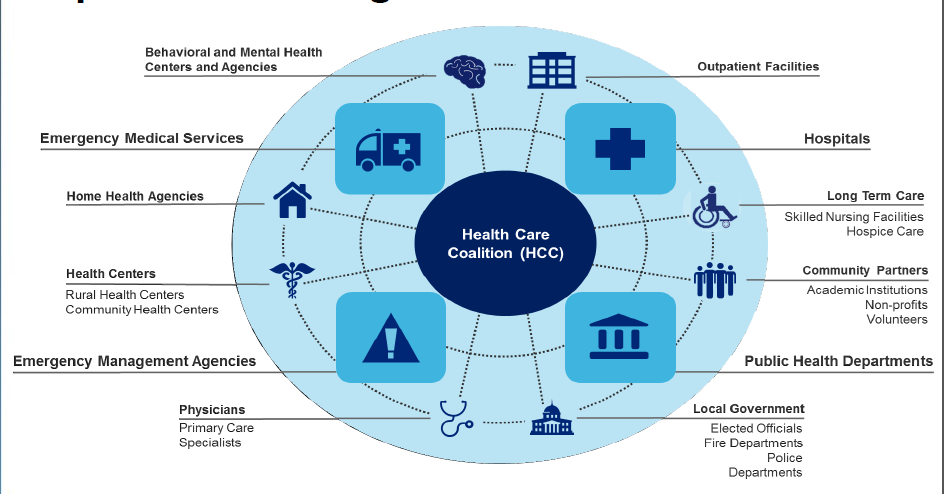 Behavioral and Mental Health
Centers and Agencies
Outpatient Facilities
Emergency Medical Services
Hospitals
Home Health Agencies
Long Term Care
Skilled Nursing Facilities
Hospice Care
Health Care
Coalition (HCC)
Health Centers
Rural Health Centers
Community Health Centers
Community Partners
Academic Institutions
Non-profits
Volunteers
Emergency Management Agencies
Public Health Departments
Physicians
Primary Care
Specialists
Local Government
Elected Officials
Fire Departments
Police
Departments